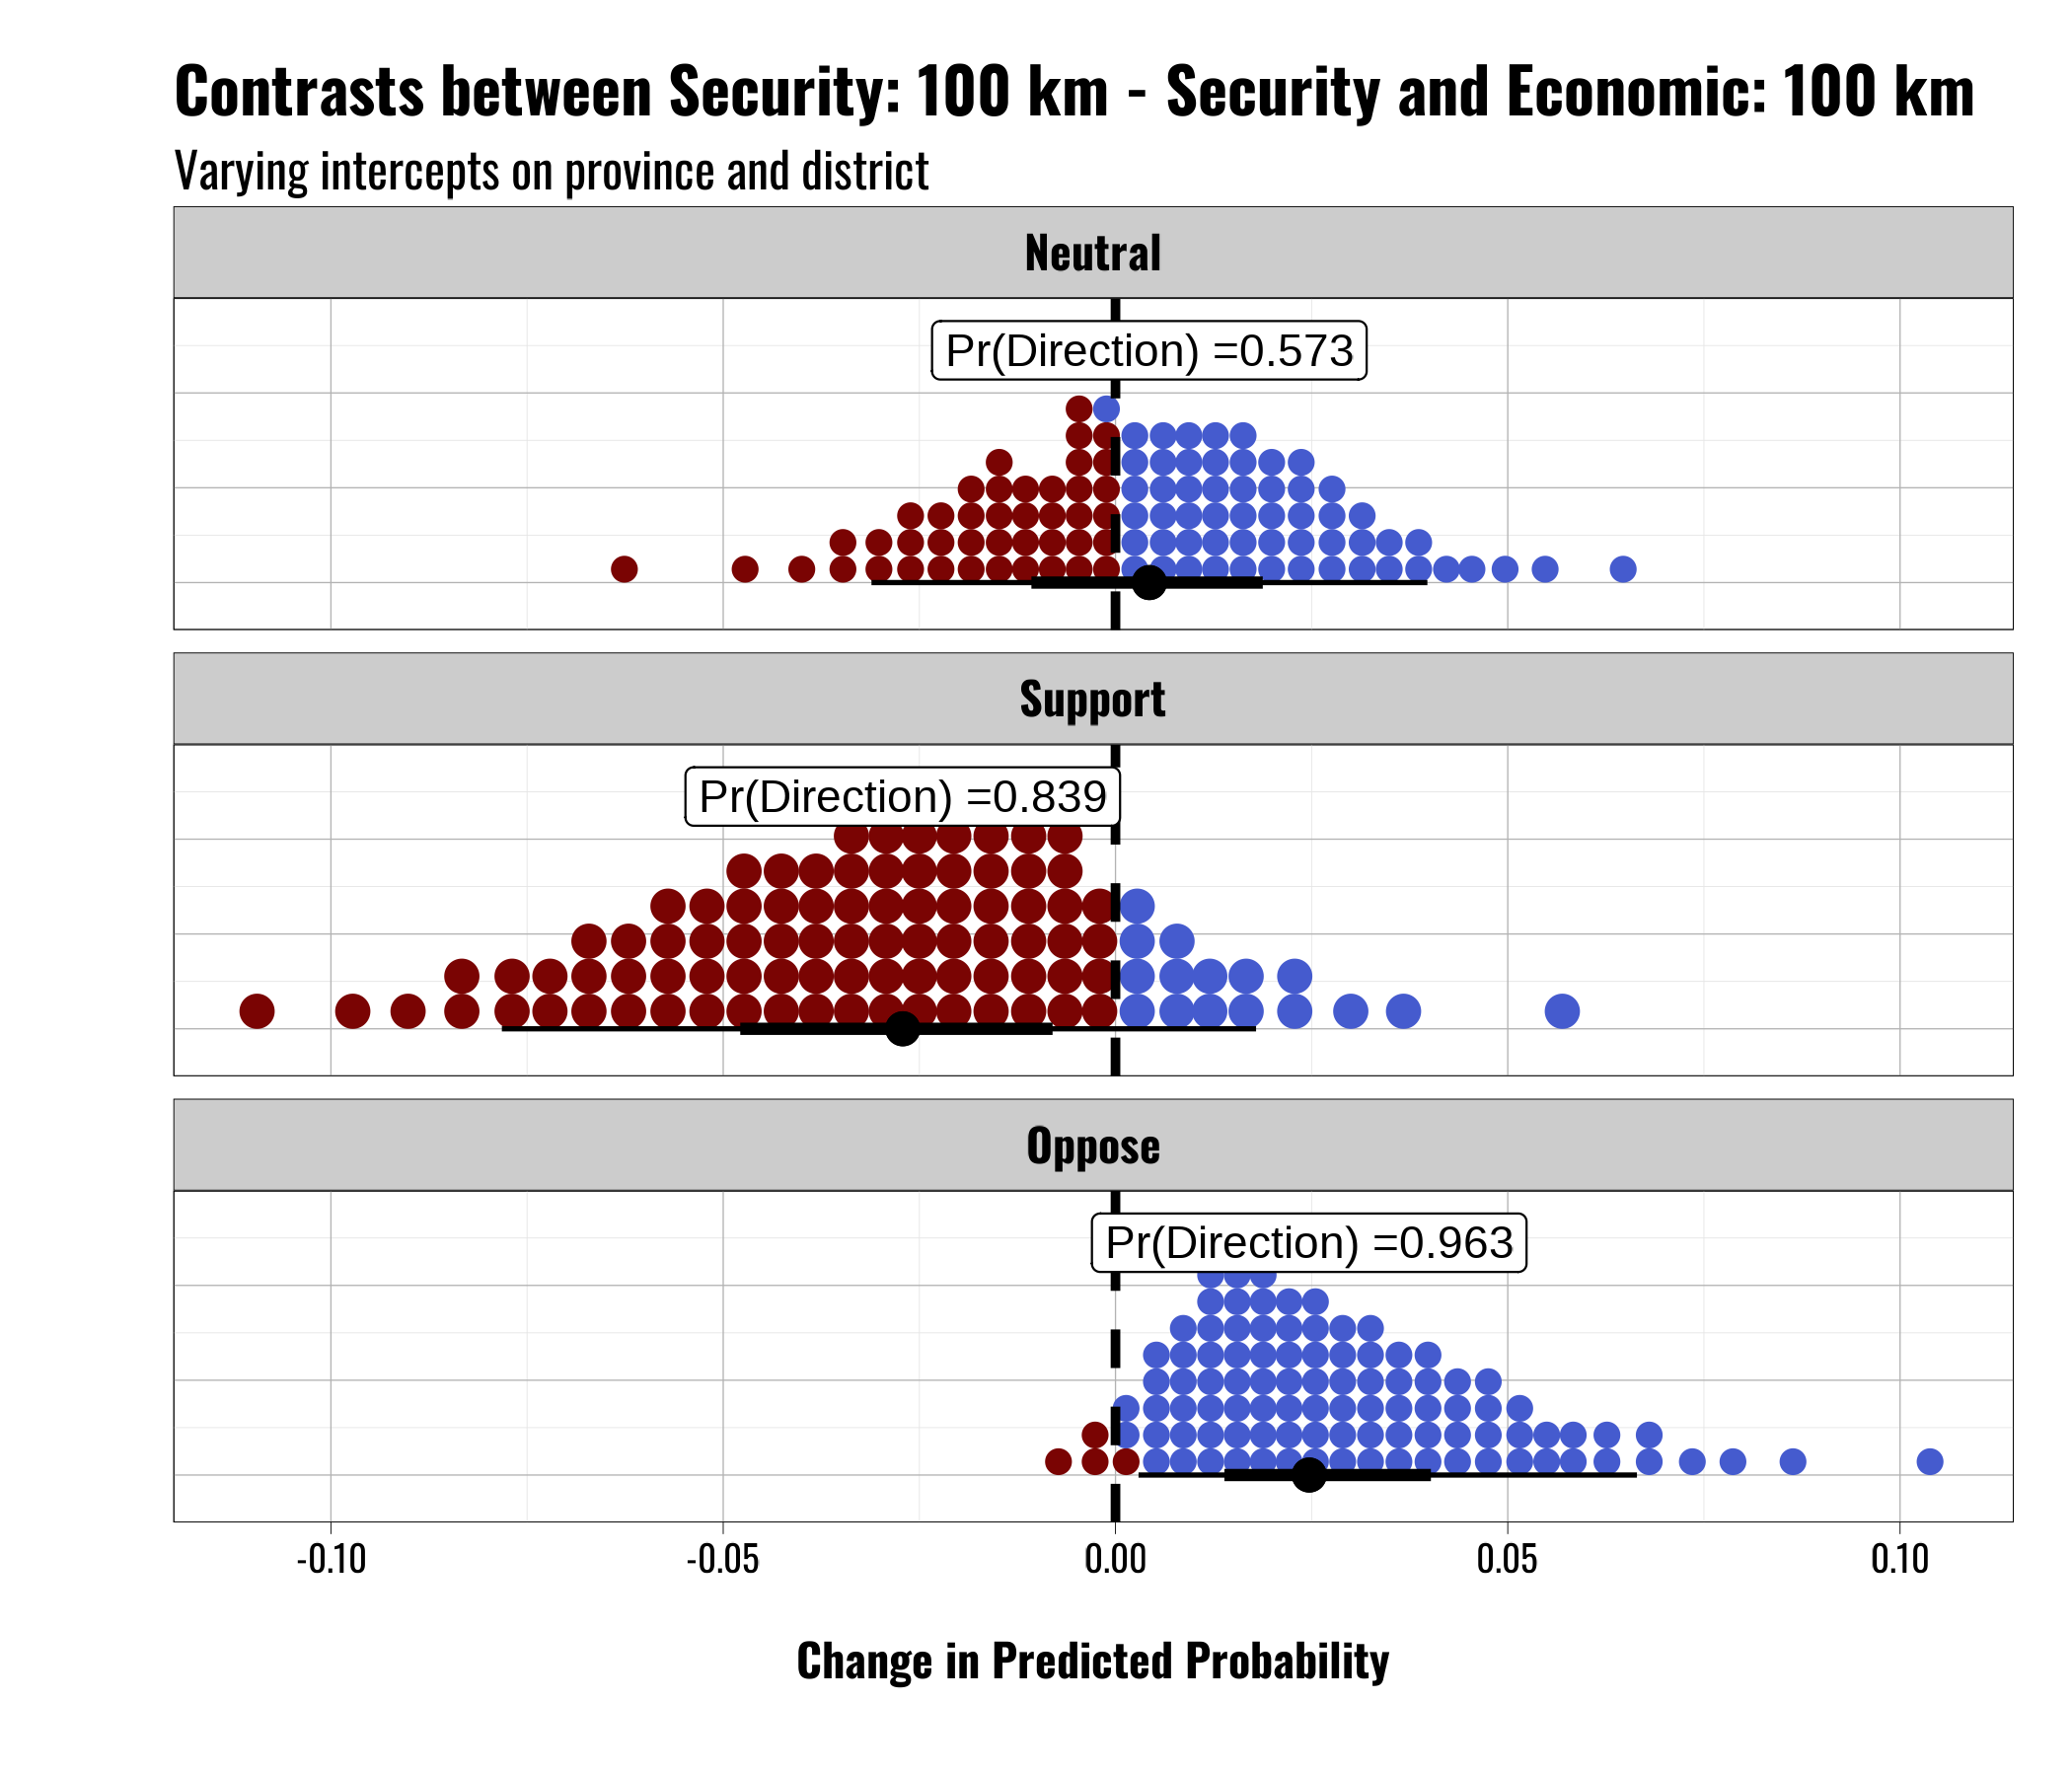 Contrasts between Security: 100 km - Security and Economic: 100 km
Varying intercepts on province and district
Neutral
Pr(Direction) =0.573
Support
Pr(Direction) =0.839
Oppose
Pr(Direction) =0.963
-0.10 -0.05 0.00 0.05 0.10
Change in Predicted Probability